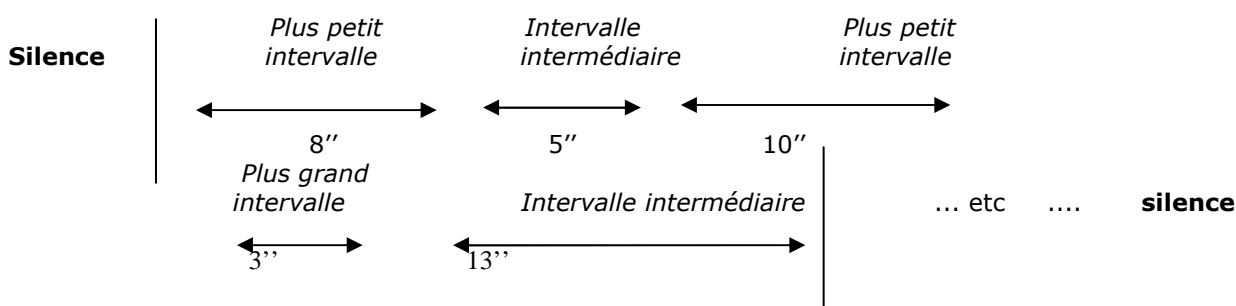 Plus petit Intervalle Plus petit
Silence intervalle intermédiaire intervalle
8’’ 5’’ 10’’
Plus grand
intervalle Intervalle intermédiaire ... etc .... silence
3’’ 13’’